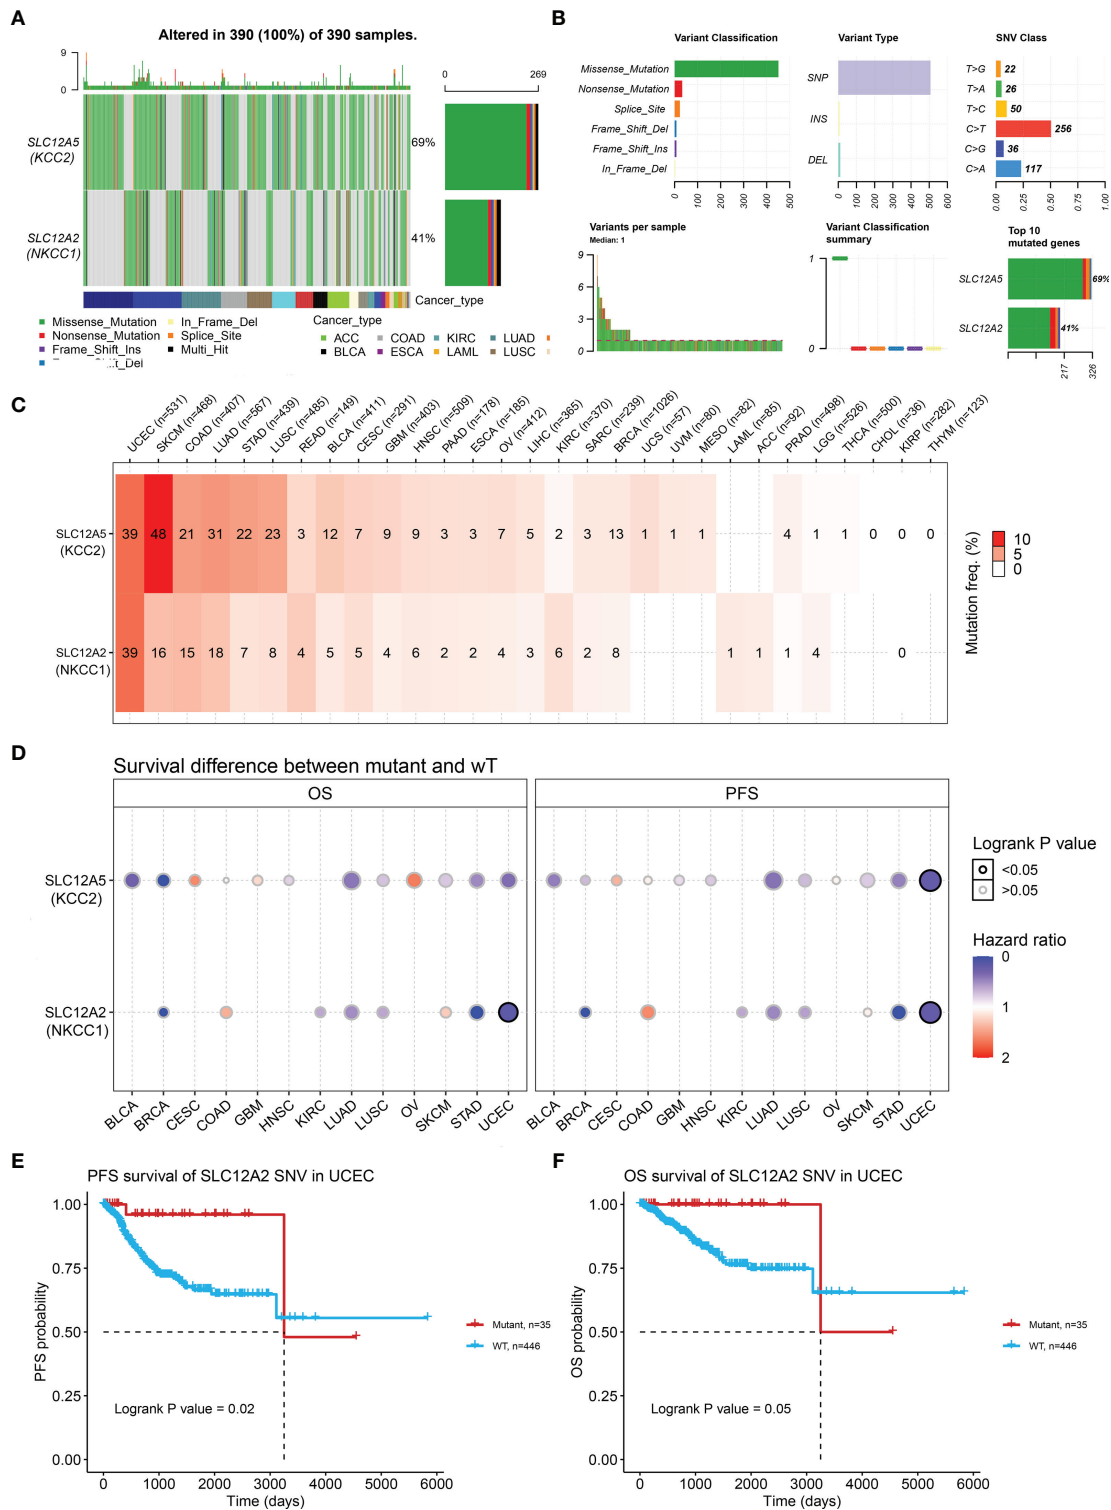 A
Altered in 390 (100%) of 390 samples.
9
0
0 269
SLC12A5
(KCC2)
69%
SLC12A2
(NKCC1)
41%
Cancer_type
Missense_Mutation
Nonsense_Mutation
Frame_Shift_Ins
In_Frame_Del
Splice_Site
Multi_Hit
Cancer_type
ACC COAD KIRC LUAD
BLCA ESCA LAML LUSC
B
Variant Classification
Missense_Mutation
Nonsense_Mutation
Splice_Site
Frame_Shift_Del
Frame_Shift_Ins
In_Frame_Del
0 100 200 300 400 500
Variant Type
SNP
INS
DEL
0 100 200 300 400 500 600
SNV Class
T>G 22
T>A 26
T>C 50
C>T 256
C>G 36
C>A 117
0.00 0.25 0.50 0.75 1.00
Variants per sample
Median: 1
9
6
3
0
Variant Classification
summary
1
0
Top 10
mutated genes
SLC12A5 69%
SLC12A2 41%
0 217 326
C
UCEC (n=531)
SKCM (n=468)
COAD (n=407)
LUAD (n=567)
STAD (n=439)
LUSC (n=485)
READ (n=149)
BLCA (n=411)
CESC (n=291)
GBM (n=403)
HNSC (n=509)
PAAD (n=178)
ESCA (n=185)
OV (n=412)
LIHC (n=365)
KIRC (n=370)
SARC (n=239)
BRCA (n=1026)
UCS (n=57)
UVM (n=80)
MESO (n=82)
LAML (n=85)
ACC (n=92)
PRAD (n=498)
LGG (n=526)
THCA (n=500)
CHOL (n=36)
KIRP (n=282)
THYM (n=123)
SLC12A5
(KCC2)
39 48 21 31 22 23 3 12 7 9 9 3 3 7 5 2 3 13 1 1 1 4 1 1 0 0 0
SLC12A2
(NKCC1)
39 16 15 18 7 8 4 5 5 4 6 2 2 4 3 6 2 8 1 1 1 4 0
Mutation freq. (%)
10
5
0
D
Survival difference between mutant and wT
OS PFS
SLC12A5
(KCC2)
SLC12A2
(NKCC1)
BLCA BRCA CESC COAD GBM HNSC KIRC LUAD LUSC OV SKCM STAD UCEC
BLCA BRCA CESC COAD GBM HNSC KIRC LUAD LUSC OV SKCM STAD UCEC
Logrank P value
<0.05
>0.05
Hazard ratio
0
1
2
E
PFS survival of SLC12A2 SNV in UCEC
PFS probability
1.00
0.75
0.50
0.25
0.00
Logrank P value = 0.02
0 1000 2000 3000 4000 5000 6000
Time (days)
Mutant, n=35
WT, n=446
F
OS survival of SLC12A2 SNV in UCEC
OS probability
1.00
0.75
0.50
0.25
0.00
Logrank P value = 0.05
0 1000 2000 3000 4000 5000 6000
Time (days)
Mutant, n=35
WT, n=446